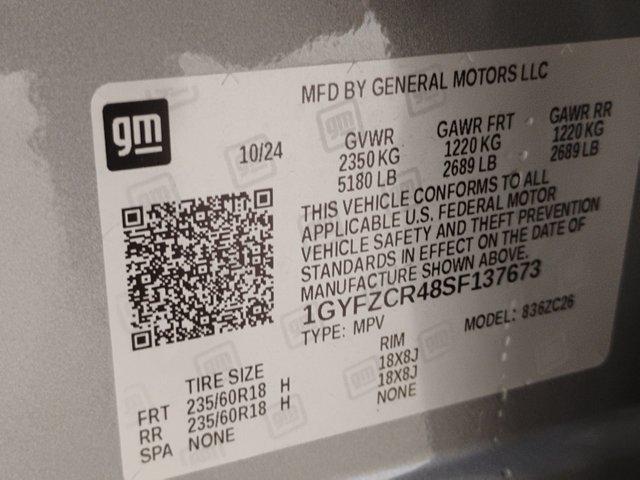 gm
MFD BY GENERAL MOTORS LLC
10/24
GVWR GAWR FRT GAWR RR
2350 KG 1220 KG 1220 KG
5180 LB 2689 LB 2689 LB
THIS VEHICLE CONFORMS TO ALL
APPLICABLE U.S. FEDERAL MOTOR
VEHICLE SAFETY AND THEFT PREVENTION
STANDARDS IN EFFECT ON THE DATE OF
MANUFACTURE SHOWN ABOVE.
1GYFZCR48SF137673
TYPE: MPV MODEL: 836ZC26
TIRE SIZE RIM
FRT 235/60R18 H 18X8J
RR 235/60R18 H 18X8J
SPA NONE NONE